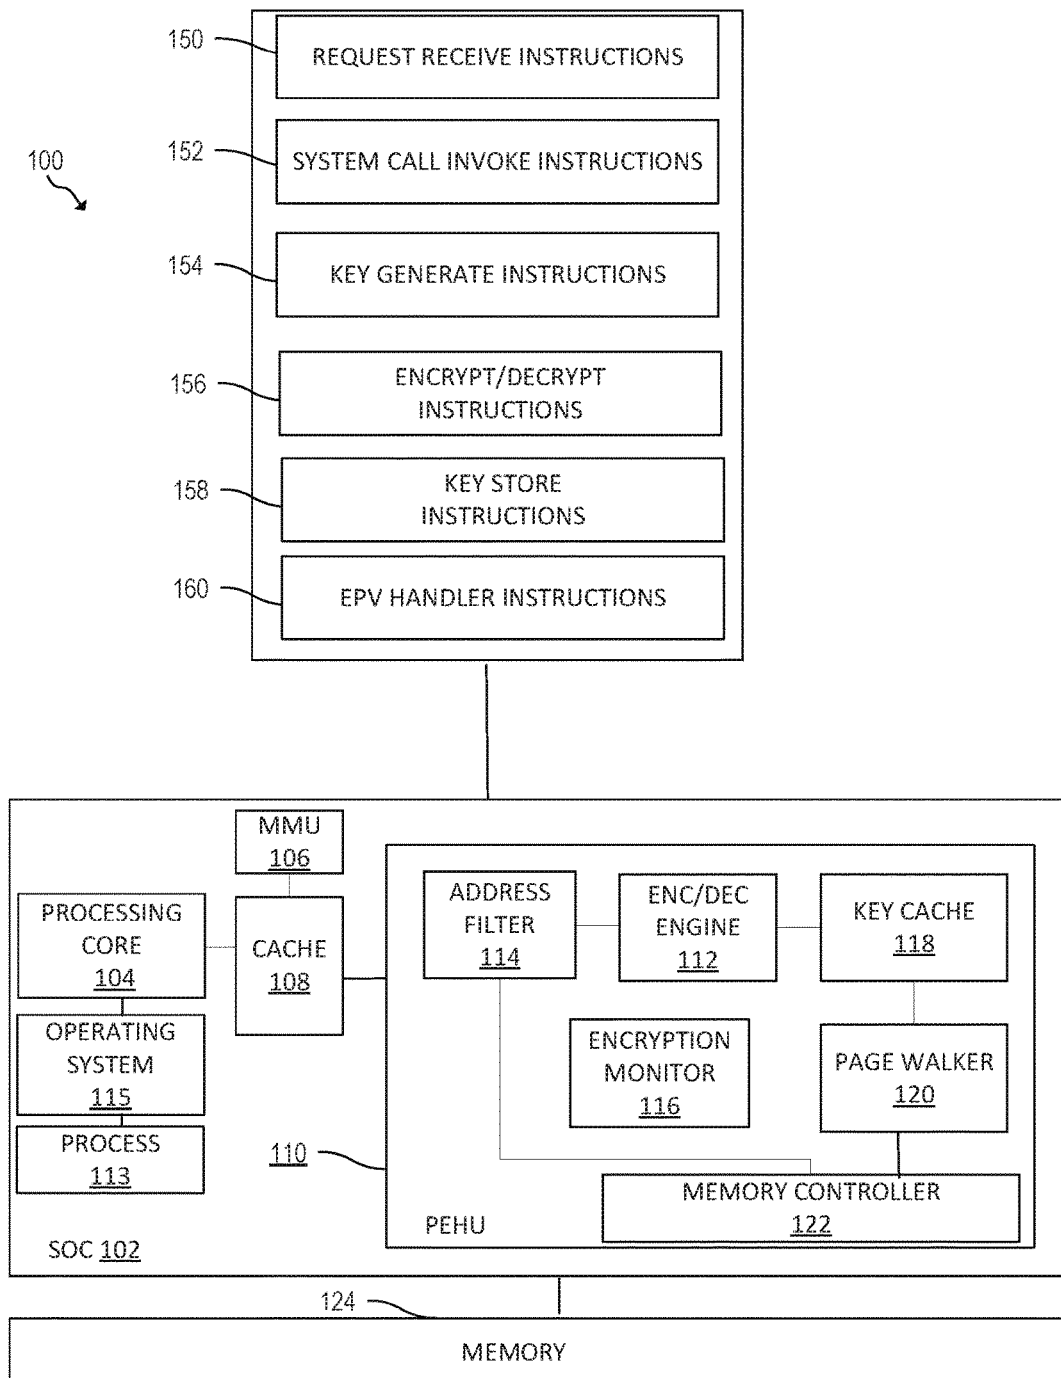 150
REQUEST RECEIVE INSTRUCTIONS
100
152
SYSTEM CALL INVOKE INSTRUCTIONS
154
KEY GENERATE INSTRUCTIONS
156
ENCRYPT/DECRYPT
INSTRUCTIONS
158
KEY STORE
INSTRUCTIONS
160
EPV HANDLER INSTRUCTIONS
MMU
106
PROCESSING
CORE
104
CACHE
108
ADDRESS
FILTER
114
ENC/DEC
ENGINE
112
KEY CACHE
118
OPERATING
SYSTEM
115
ENCRYPTION
MONITOR
116
PAGE WALKER
120
PROCESS
113
110
MEMORY CONTROLLER
122
PEHU
SOC 102
124
MEMORY